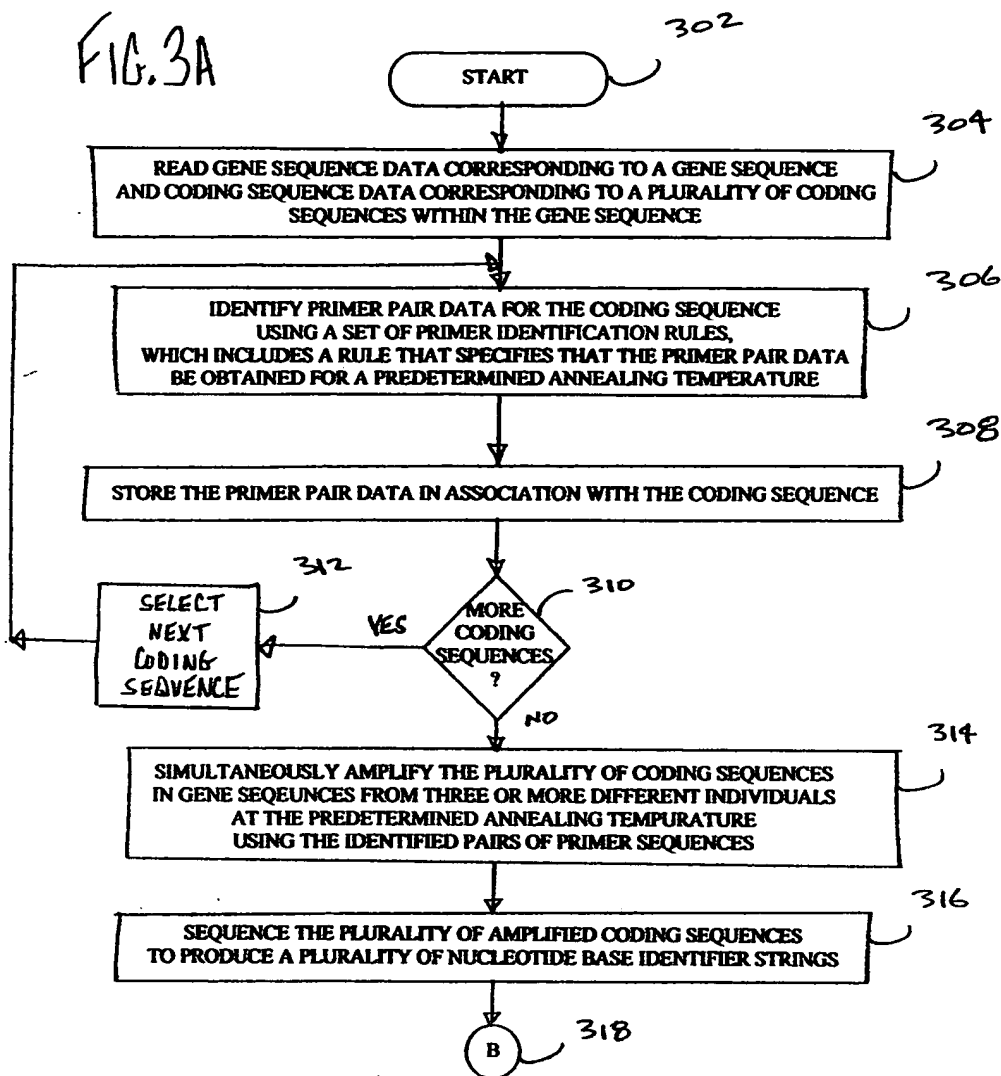 FIG.3A
302
START
304
READ GENE SEQUENCE DATA CORRESPONDING TO A GENE SEQUENCE
AND CODING SEQUENCE DATA CORRESPONDING TO A PLURALITY OF CODING
SEQUENCES WITHIN THE GENE SEQUENCE
306
IDENTIFY PRIMER PAIR DATA FOR THE CODING SEQUENCE
USING A SET OF PRIMER IDENTIFICATION RULES,
WHICH INCLUDES A RULE THAT SPECIFIES THAT THE PRIMER PAIR DATA
BE OBTAINED FOR A PREDETERMINED ANNEALING TEMPERATURE
308
STORE THE PRIMER PAIR DATA IN ASSOCIATION WITH THE CODING SEQUENCE
310
MORE
CODING
SEQUENCES
?
YES
312
SELECT
NEXT
CODING
SEQUENCE
NO
314
SIMULTANEOUSLY AMPLIFY THE PLURALITY OF CODING SEQUENCES
IN GENE SEQEUNCES FROM THREE OR MORE DIFFERENT INDIVIDUALS
AT THE PREDETERMINED ANNEALING TEMPURATURE
USING THE IDENTIFIED PAIRS OF PRIMER SEQUENCES
316
SEQUENCE THE PLURALITY OF AMPLIFIED CODING SEQUENCES
TO PRODUCE A PLURALITY OF NUCLEOTIDE BASE IDENTIFIER STRINGS
B
318